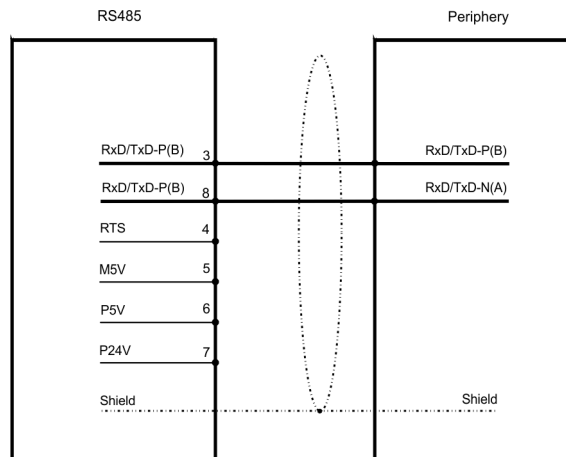 RS485 Periphery
RxD/TxD-P(B) 3 RxD/TxD-P(B)
RxD/TxD-P(B) 8 RxD/TxD-N(A)
RTS 4
M5V 5
P5V 6
P24V 7
Shield Shield